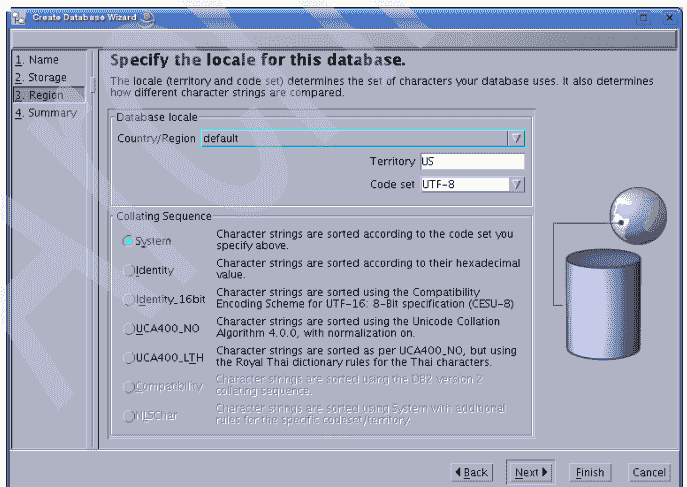 Create Database Wizard
1. Name
2. Storage
3. Region
4. Summary
Specify the locale for this database.
The locale (territory and code set) determines the set of characters your database uses. It also determines
how different character strings are compared.
Database locale
Country/Region default
Territory US
Code set UTF-8
Collating Sequence
System
Character strings are sorted according to the code set you
specify above.
Identity
Character strings are sorted according to their hexadecimal
value.
Identity_16bit
Character strings are sorted using the Compatibility
Encoding Scheme for UTF-16: 8-Bit specification (CESU-8)
UCA400_NO
Character strings are sorted using the Unicode Collation
Algorithm 4.0.0, with normalization on.
UCA400_LTH
Character strings are sorted as per UCA400_NO, but using
the Royal Thai dictionary rules for the Thai characters.
Compatibility
Character strings are sorted using the DB2 Version 2
collating sequence.
NLSChar
Character strings are sorted using System with additional
rules for the specific codeset/territory.
Back
Next
Finish
Cancel